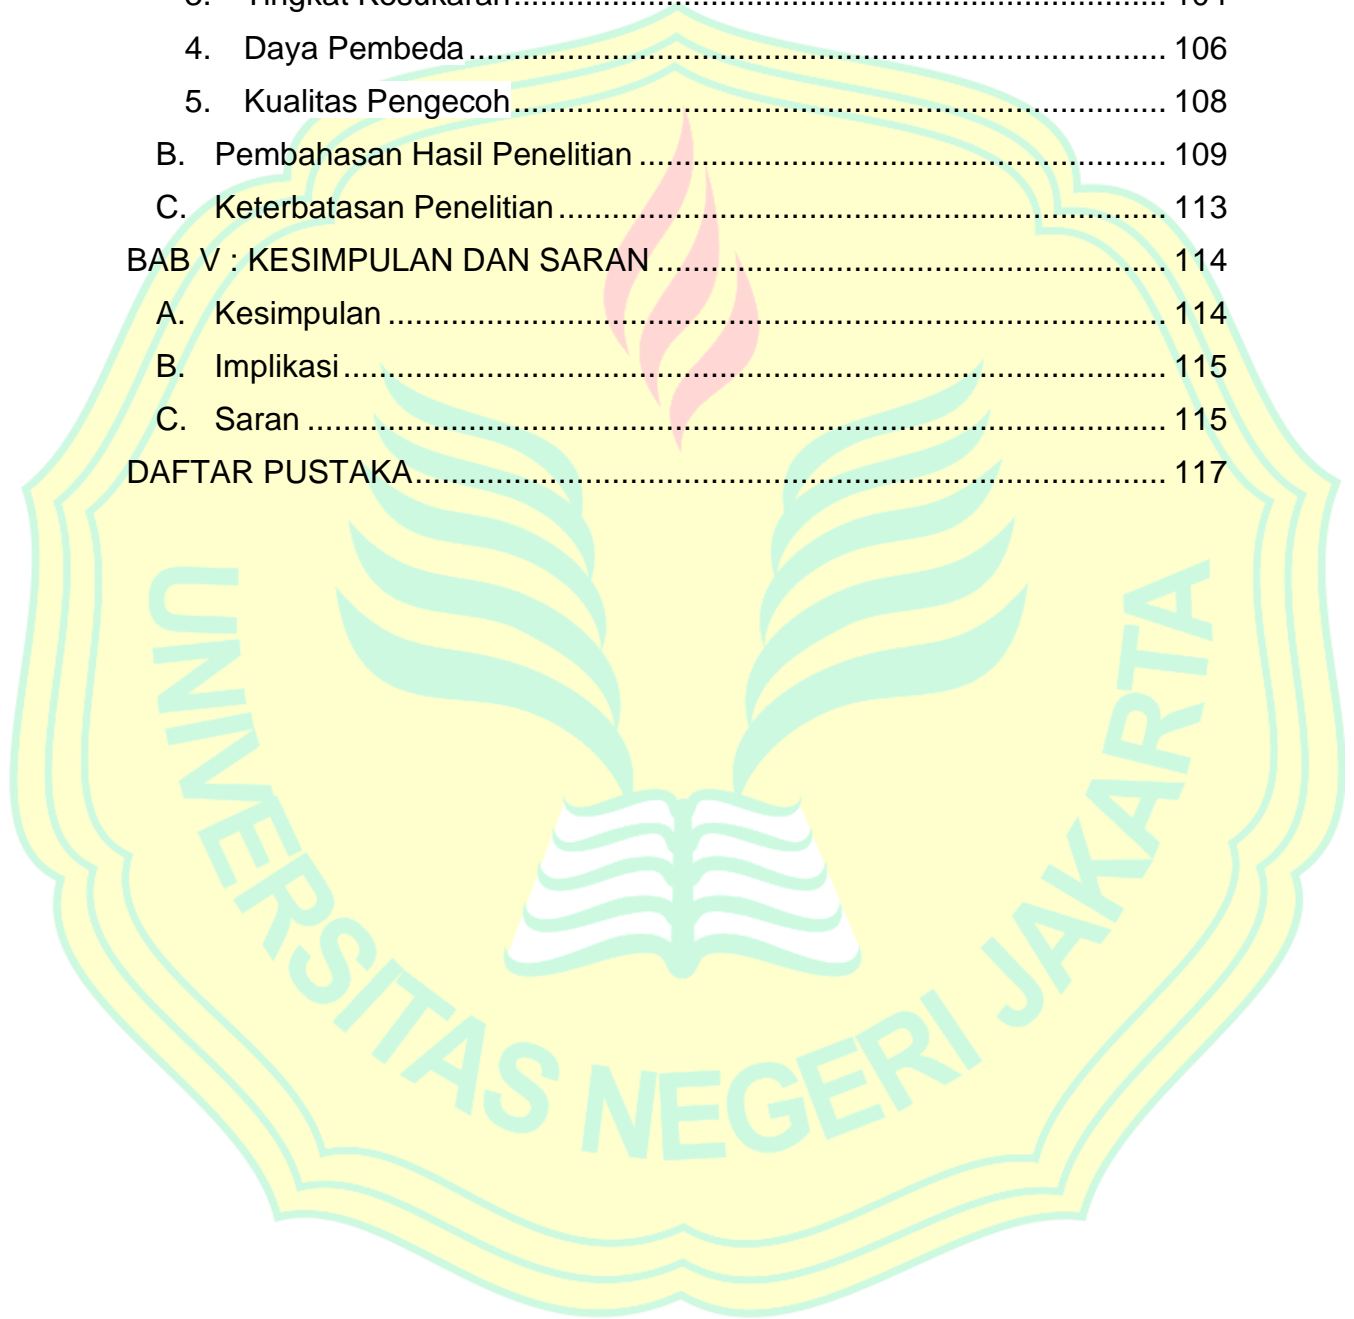 4. Daya Pembeda ........................................ 106
5. Kualitas Pengecoh ........................................ 108
B. Pembahasan Hasil Penelitian ........................................ 109
C. Keterbatasan Penelitian ........................................ 113
BAB V : KESIMPULAN DAN SARAN ........................................ 114
A. Kesimpulan ........................................ 114
B. Implikasi ........................................ 115
C. Saran ........................................ 115
DAFTAR PUSTAKA ........................................ 117
UNIVERSITAS NEGERI JAKARTA